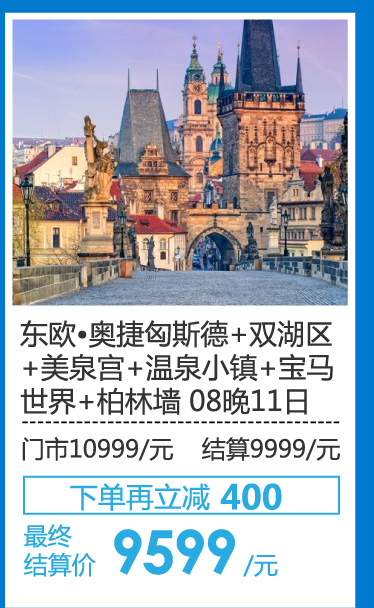 东欧•奥捷匈斯德+双湖区
+美泉宫+温泉小镇+宝马
世界+柏林墙 08晚11日
门市10999/元 结算9999/元
下单再立减 400
最终
结算价 9599/元